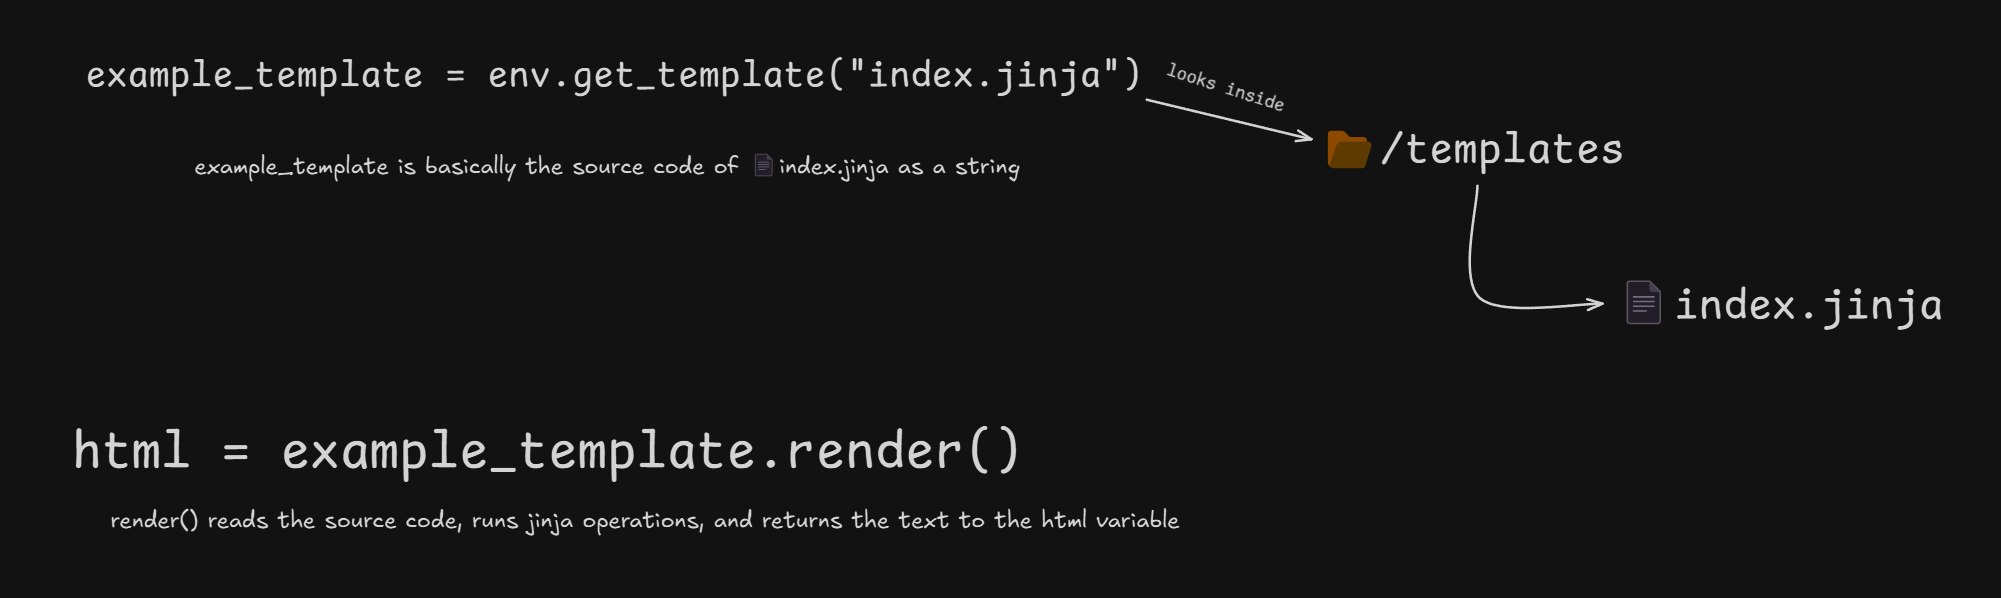 example_template = env.get_template("index.jinja")
looks inside
/templates
example_template is basically the source code of index.jinja as a string
index.jinja
html = example_template.render()
render() reads the source code, runs jinja operations, and returns the text to the html variable